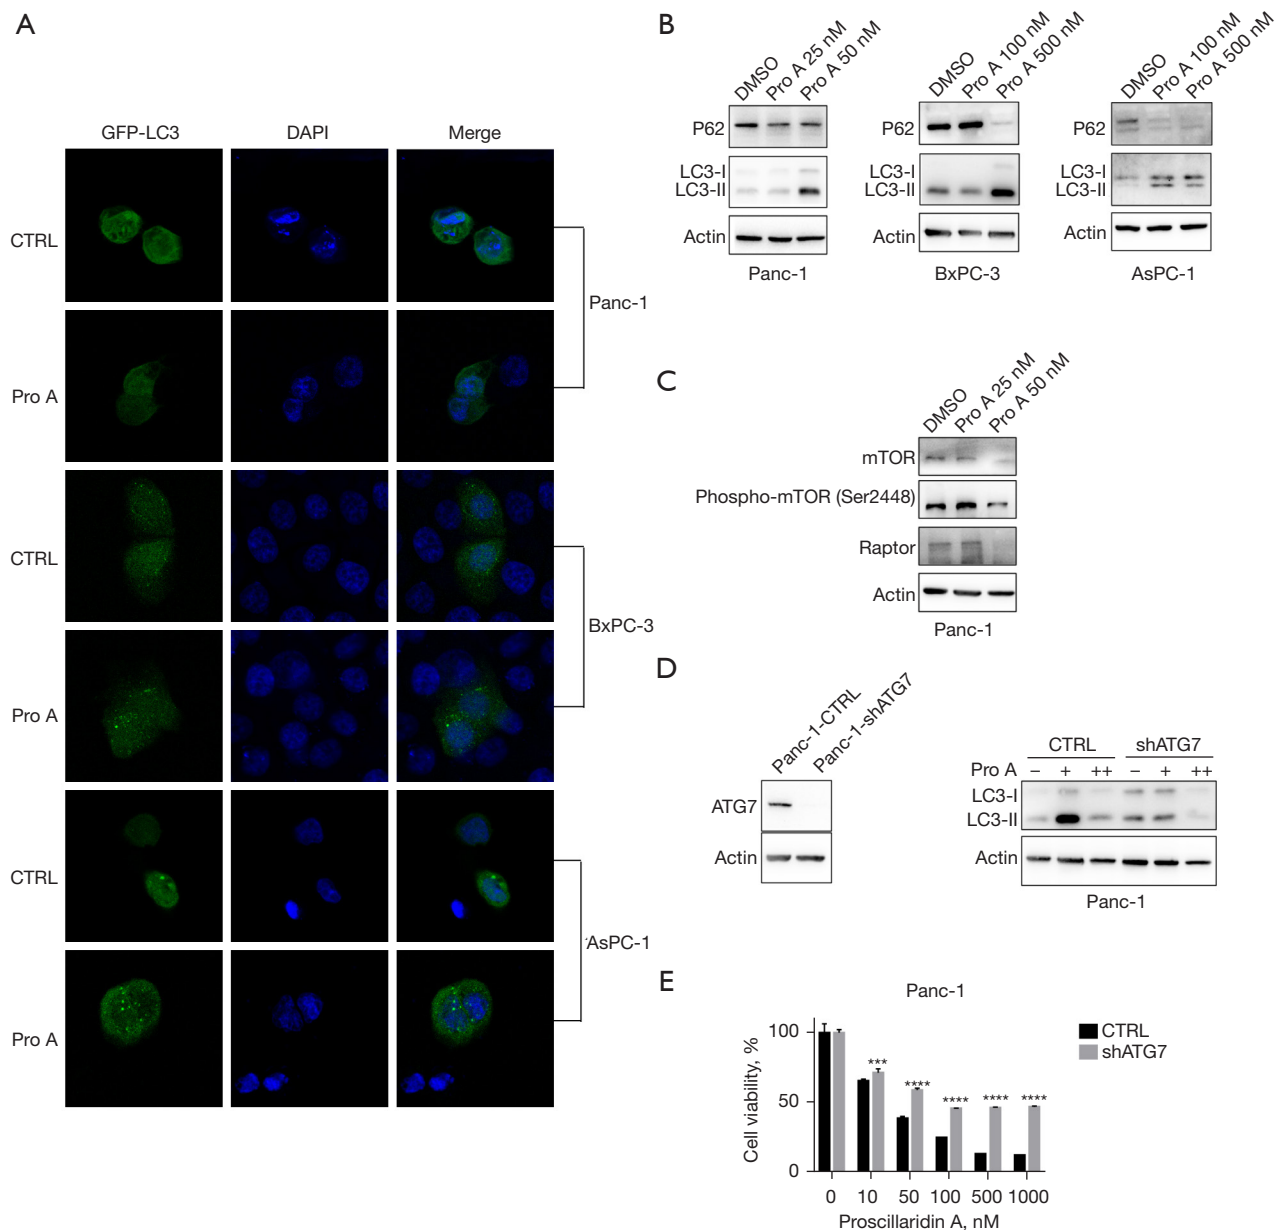 A
GFP-LC3 DAPI Merge
CTRL
Panc-1
Pro A
CTRL
BxPC-3
Pro A
CTRL
AsPC-1
Pro A
B
DMSO Pro A 25 nM Pro A 50 nM
P62
LC3-I
LC3-II
Actin
Panc-1
DMSO Pro A 100 nM Pro A 500 nM
P62
LC3-I
LC3-II
Actin
BxPC-3
DMSO Pro A 100 nM Pro A 500 nM
P62
LC3-I
LC3-II
Actin
AsPC-1
C
DMSO Pro A 25 nM Pro A 50 nM
mTOR
Phospho-mTOR (Ser2448)
Raptor
Actin
Panc-1
D
Panc-1-CTRL Panc-1-shATG7
ATG7
Actin
CTRL shATG7
Pro A − + ++ − + ++
LC3-I
LC3-II
Actin
Panc-1
E
Panc-1
CTRL
shATG7
Cell viability, %
100
50
0
*** **** **** **** ****
0 10 50 100 500 1000
Proscillaridin A, nM